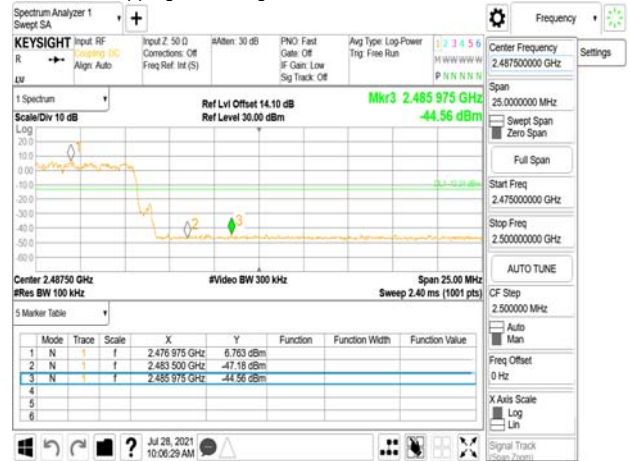 Spectrum Analyzer 1
Swept SA
+
Frequency
Settings
KEYSIGHT
R
Input: RF
Coupling: DC
Align: Auto
Input Z: 50 Ω
Corrections: Off
Freq Ref: Int (S)
#Atten: 30 dB
PNO: Fast
Gate: Off
IF Gain: Low
Sig Track: Off
Avg Type: Log-Power
Trig: Free Run
1 2 3 4 5 6
M W W W W W
P N N N N N
1 Spectrum
Scale/Div 10 dB
Ref Lvl Offset 14.10 dB
Ref Level 30.00 dBm
Mkr3 2.485 975 GHz
-44.56 dBm
Log
20.0
10.0
0.00
-10.0
-20.0
-30.0
-40.0
-50.0
-60.0
1
2
3
Center 2.48750 GHz
#Res BW 100 kHz
#Video BW 300 kHz
Span 25.00 MHz
Sweep 2.40 ms (1001 pts)
5 Marker Table
Mode Trace Scale X Y Function Function Width Function Value
1 N 1 f 2.476 975 GHz 6.763 dBm
2 N 1 f 2.483 500 GHz -47.18 dBm
3 N 1 f 2.485 975 GHz -44.56 dBm
4
5
6
?
Jul 28, 2021
10:06:29 AM
Center Frequency
2.487500000 GHz
Span
25.0000000 MHz
Swept Span
Zero Span
Full Span
Start Freq
2.475000000 GHz
Stop Freq
2.500000000 GHz
AUTO TUNE
CF Step
2.500000 MHz
Auto
Man
Freq Offset
0 Hz
X Axis Scale
Log
Lin
Signal Track
(Span Zoom)